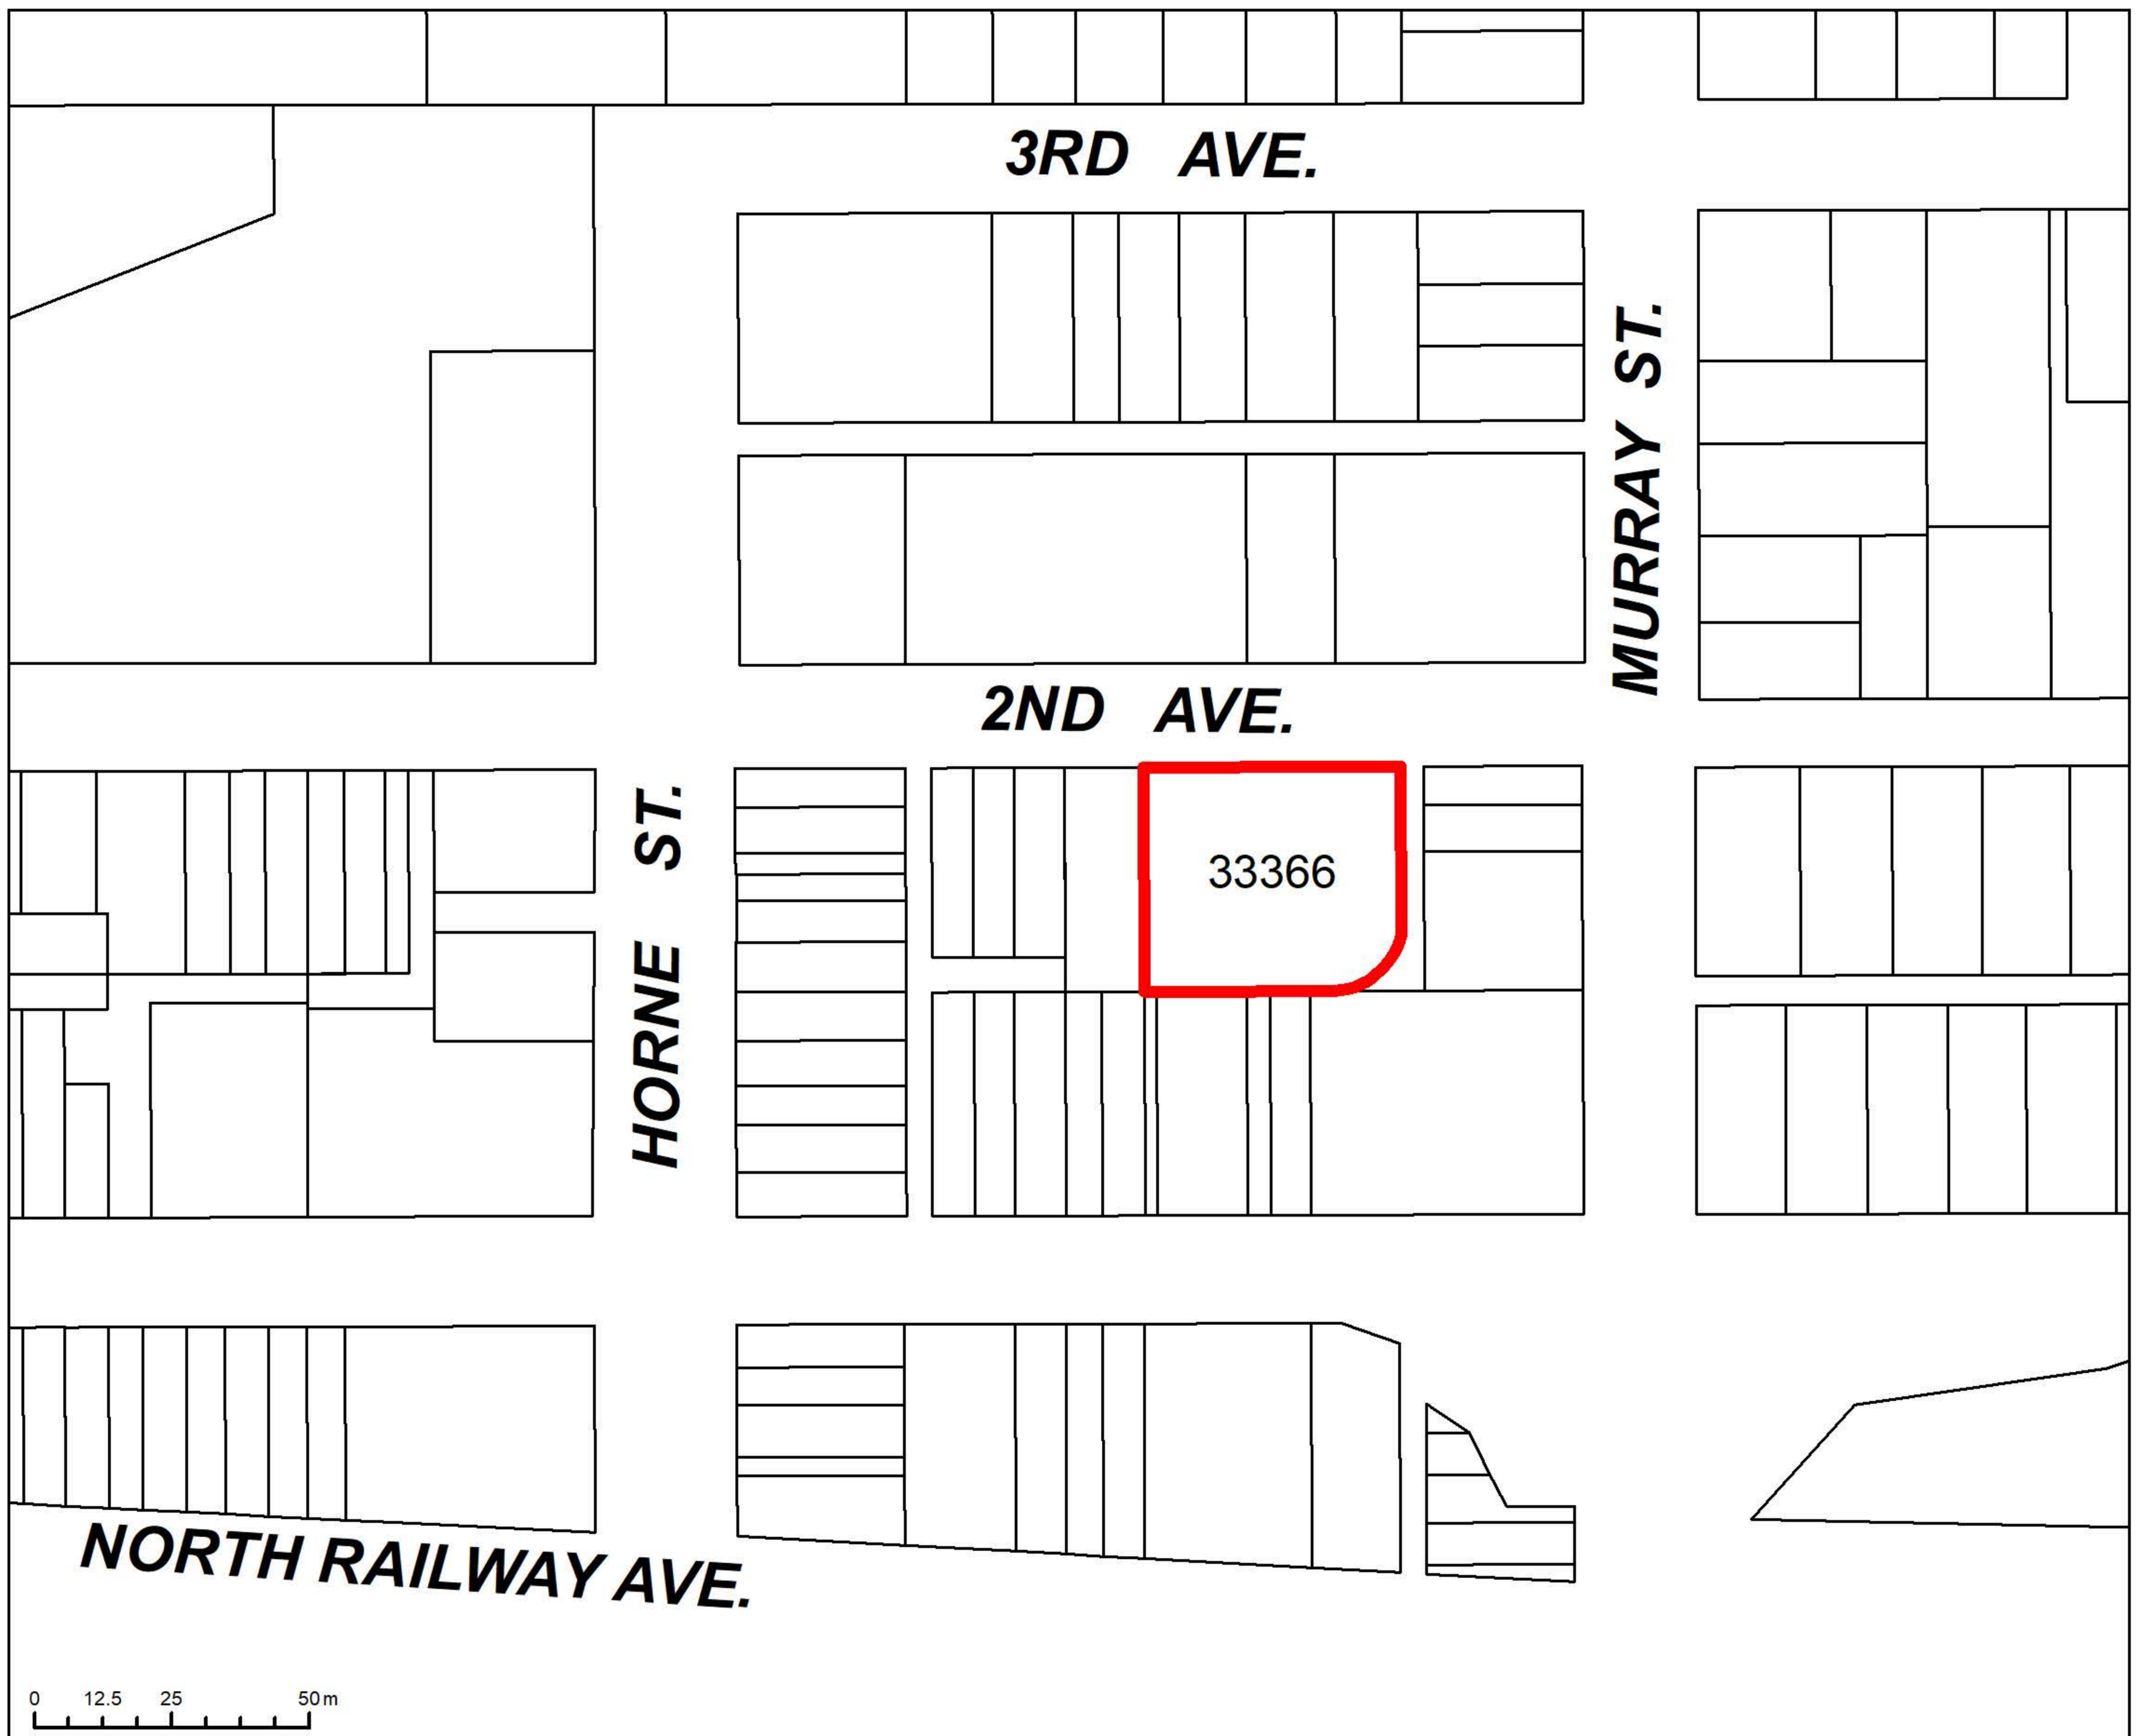 3RD AVE.
MURRAY ST.
2ND AVE.
33366
HORNE ST.
NORTH RAILWAY AVE.
0 12.5 25 50 m